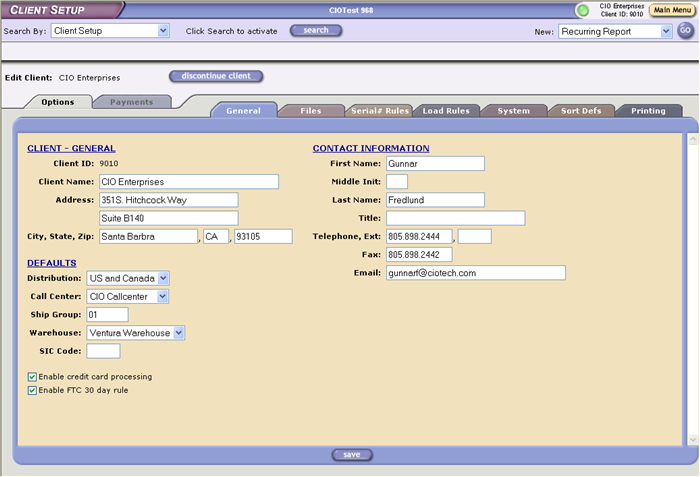 CLIENT SETUP
CIOTest 968
CIO Enterprises
Client ID: 9010
Main Menu
Search By: Client Setup Click Search to activate search New: Recurring Report GO
Edit Client: CIO Enterprises discontinue client
Options Payments
General Files Serial# Rules Load Rules System Sort Defs Printing
CLIENT - GENERAL
Client ID: 9010
Client Name: CIO Enterprises
Address: 351S. Hitchcock Way
Suite B140
City, State, Zip: Santa Barbra , CA , 93105
DEFAULTS
Distribution: US and Canada
Call Center: CIO Callcenter
Ship Group: 01
Warehouse: Ventura Warehouse
SIC Code:
Enable credit card processing
Enable FTC 30 day rule
CONTACT INFORMATION
First Name: Gunnar
Middle Init:
Last Name: Fredlund
Title:
Telephone, Ext: 805.898.2444 ,
Fax: 805.898.2442
Email: gunnarf@ciotech.com
save